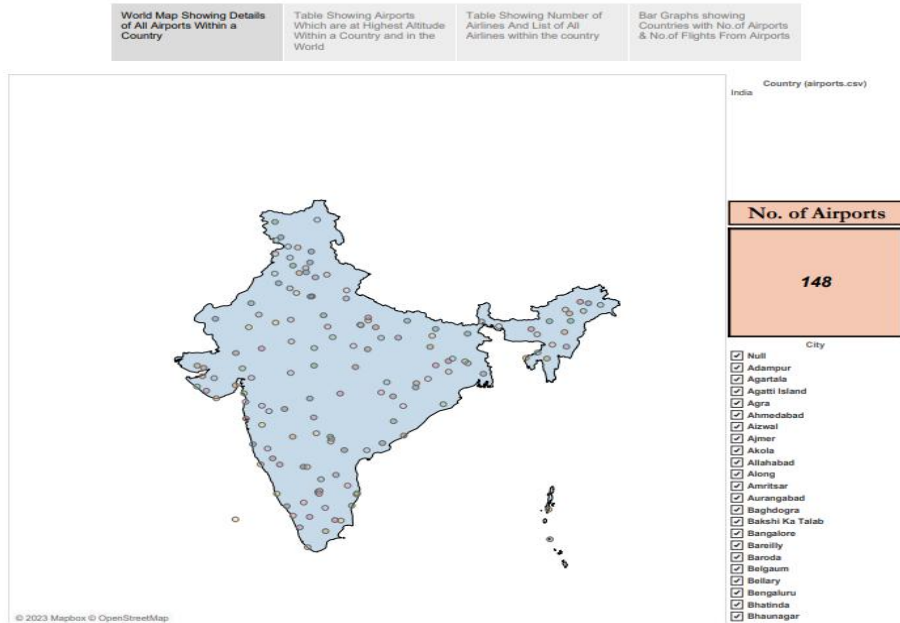 World Map Showing Details
of All Airports Within a
Country
Table Showing Airports
Which are at Highest Altitude
Within a Country and in the
World
Table Showing Number of
Airlines And List of All
Airlines within the country
Bar Graphs showing
Countries with No.of Airports
& No.of Flights From Airports
Country (airports.csv)
India
No. of Airports
148
City
Null
Adampur
Agartala
Agatti Island
Agra
Ahmedabad
Aizwal
Ajmer
Akola
Allahabad
Along
Amritsar
Aurangabad
Baghdogra
Bakshi Ka Talab
Bangalore
Bareilly
Baroda
Belgaum
Bellary
Bengaluru
Bhatinda
Bhaunagar
© 2023 Mapbox © OpenStreetMap